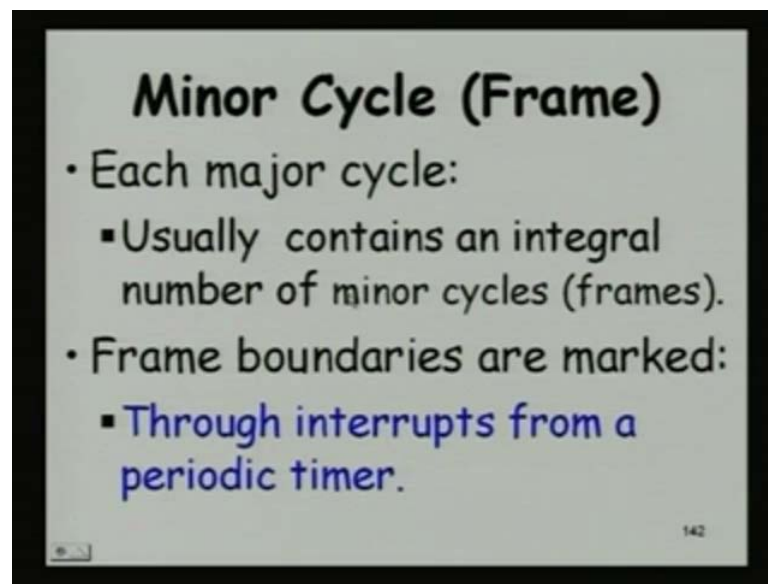 Minor Cycle (Frame)
• Each major cycle:
▪Usually contains an integral
number of minor cycles (frames).
• Frame boundaries are marked:
▪Through interrupts from a
periodic timer.
142